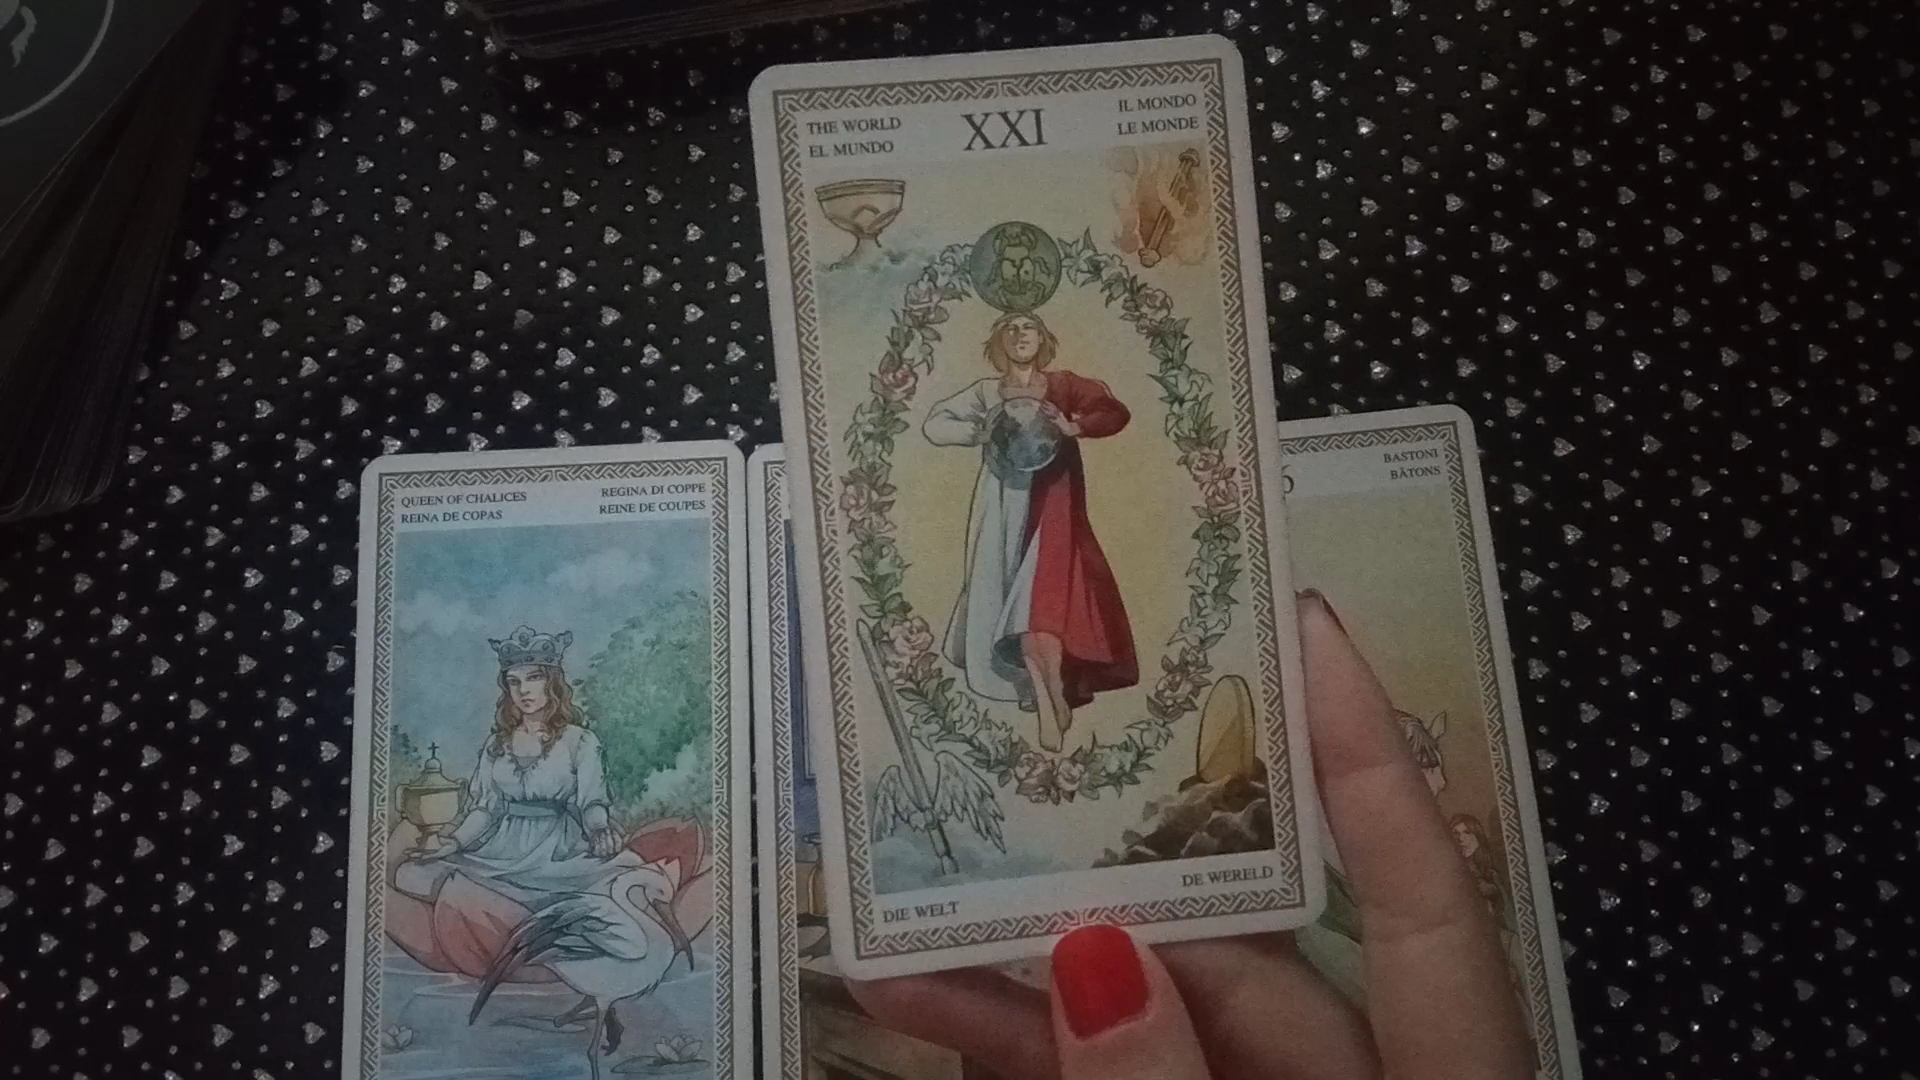 THE WORLD
EL MUNDO
XXI
IL MONDO
LE MONDE
DIE WELT
DE WERELD
QUEEN OF CHALICES
REINA DE COPAS
REGINA DI COPPE
REINE DE COUPES
6
BASTONI
BÂTONS